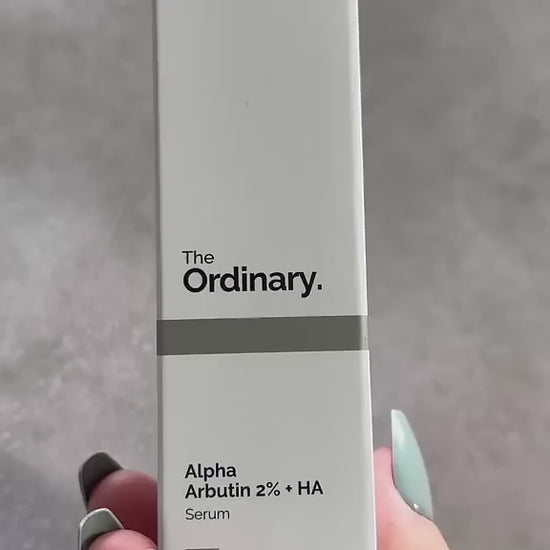 The
Ordinary.
Alpha
Arbutin 2% + HA
Serum